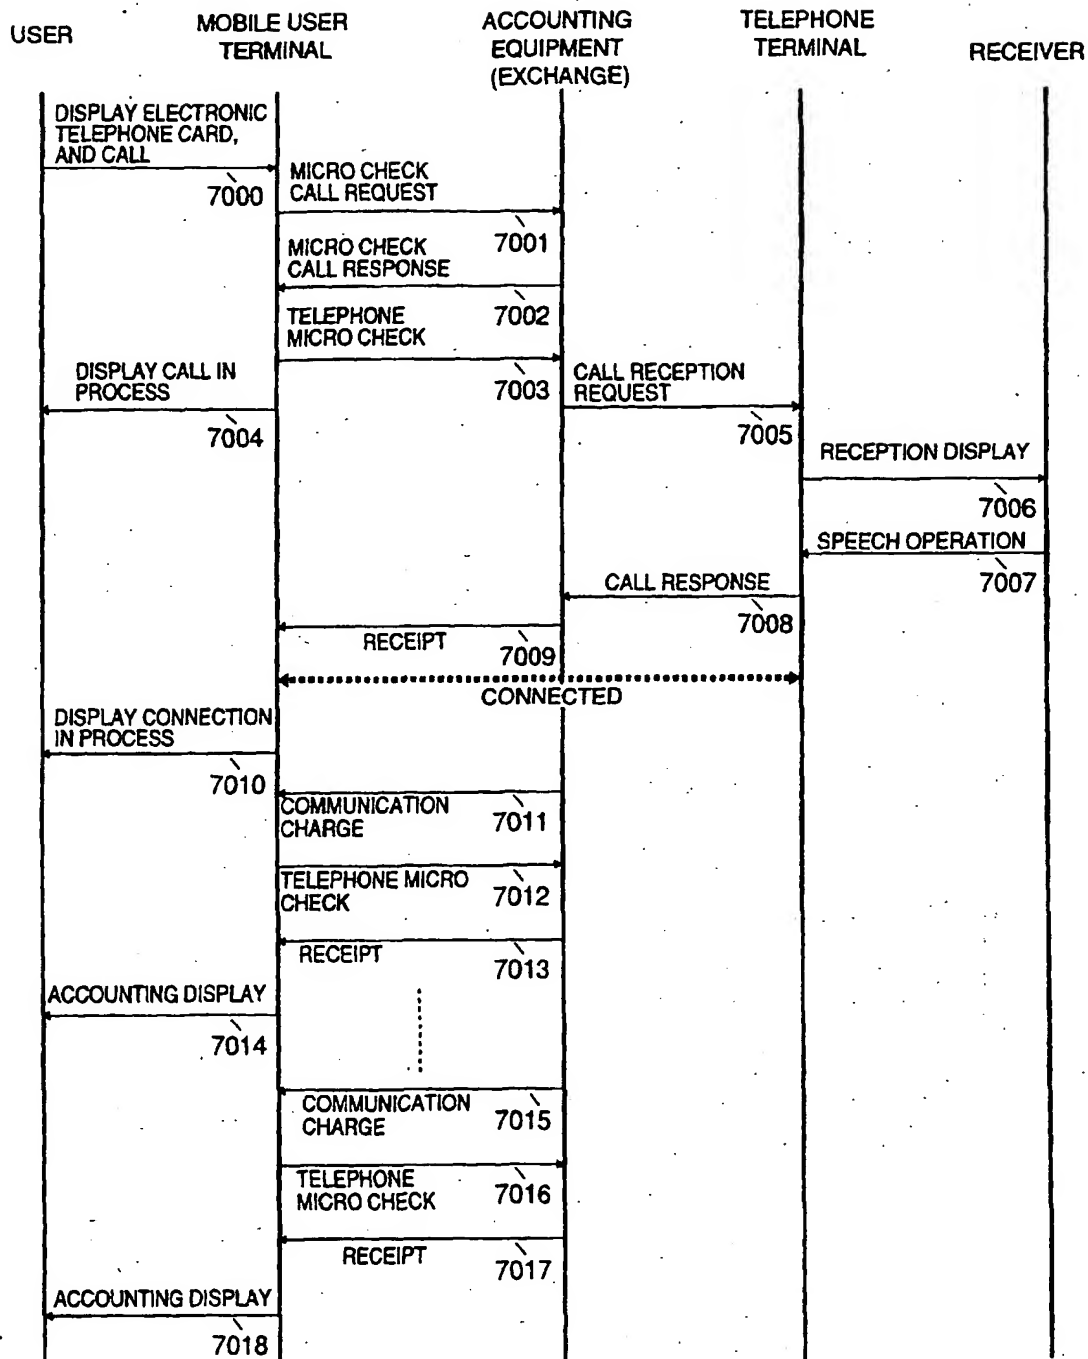 USER
MOBILE USER
TERMINAL
ACCOUNTING
EQUIPMENT
(EXCHANGE)
TELEPHONE
TERMINAL
RECEIVER
DISPLAY ELECTRONIC
TELEPHONE CARD,
AND CALL
7000
MICRO CHECK
CALL REQUEST
7001
MICRO CHECK
CALL RESPONSE
7002
TELEPHONE
MICRO CHECK
7003
DISPLAY CALL IN
PROCESS
7004
CALL RECEPTION
REQUEST
7005
RECEPTION DISPLAY
7006
SPEECH OPERATION
7007
CALL RESPONSE
7008
RECEIPT
7009
CONNECTED
DISPLAY CONNECTION
IN PROCESS
7010
COMMUNICATION
CHARGE
7011
TELEPHONE MICRO
CHECK
7012
RECEIPT
7013
ACCOUNTING DISPLAY
7014
COMMUNICATION
CHARGE
7015
TELEPHONE
MICRO CHECK
7016
RECEIPT
7017
ACCOUNTING DISPLAY
7018